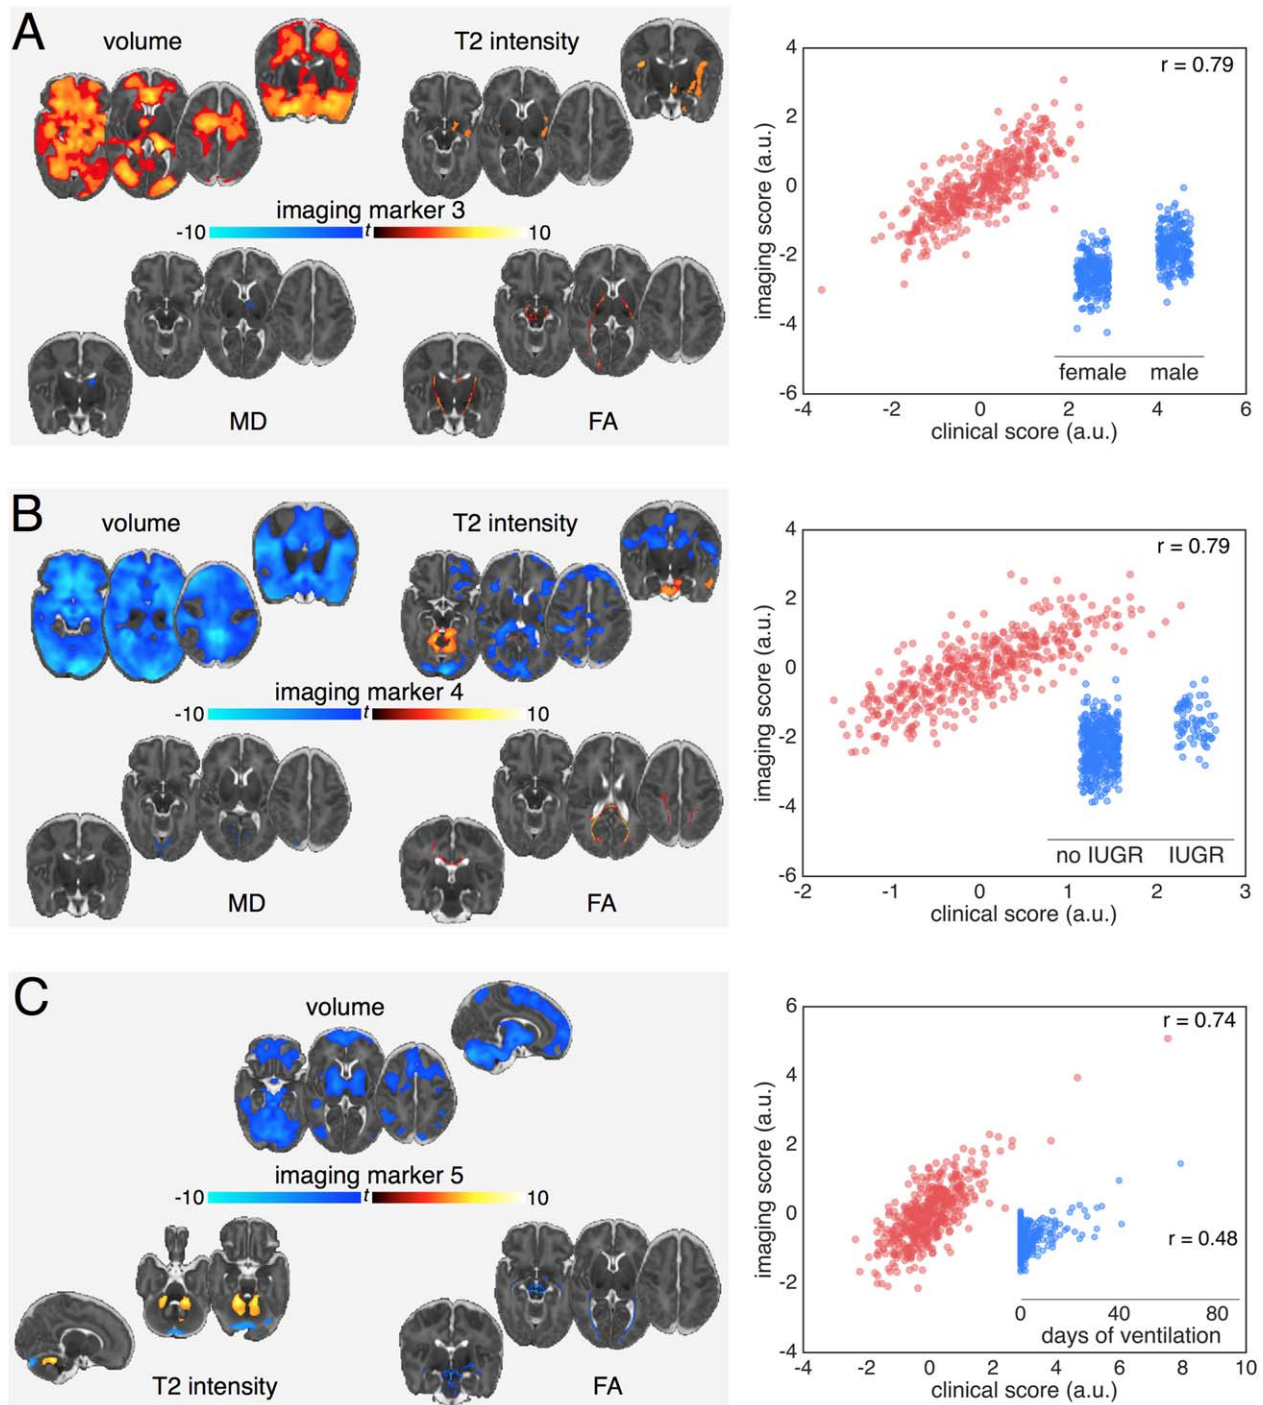 A
volume
T2 intensity
imaging marker 3
-10
t
10
MD
FA
r = 0.79
imaging score (a.u.)
4
2
0
-2
-4
-6
female
male
-4
-2
0
2
4
6
clinical score (a.u.)
B
volume
T2 intensity
imaging marker 4
-10
t
10
MD
FA
r = 0.79
imaging score (a.u.)
4
2
0
-2
-4
-6
no IUGR
IUGR
-2
-1
0
1
2
3
clinical score (a.u.)
C
volume
imaging marker 5
-10
t
10
T2 intensity
FA
r = 0.74
imaging score (a.u.)
6
4
2
0
-2
-4
r = 0.48
0
40
80
days of ventilation
-4
-2
0
2
4
6
8
10
clinical score (a.u.)